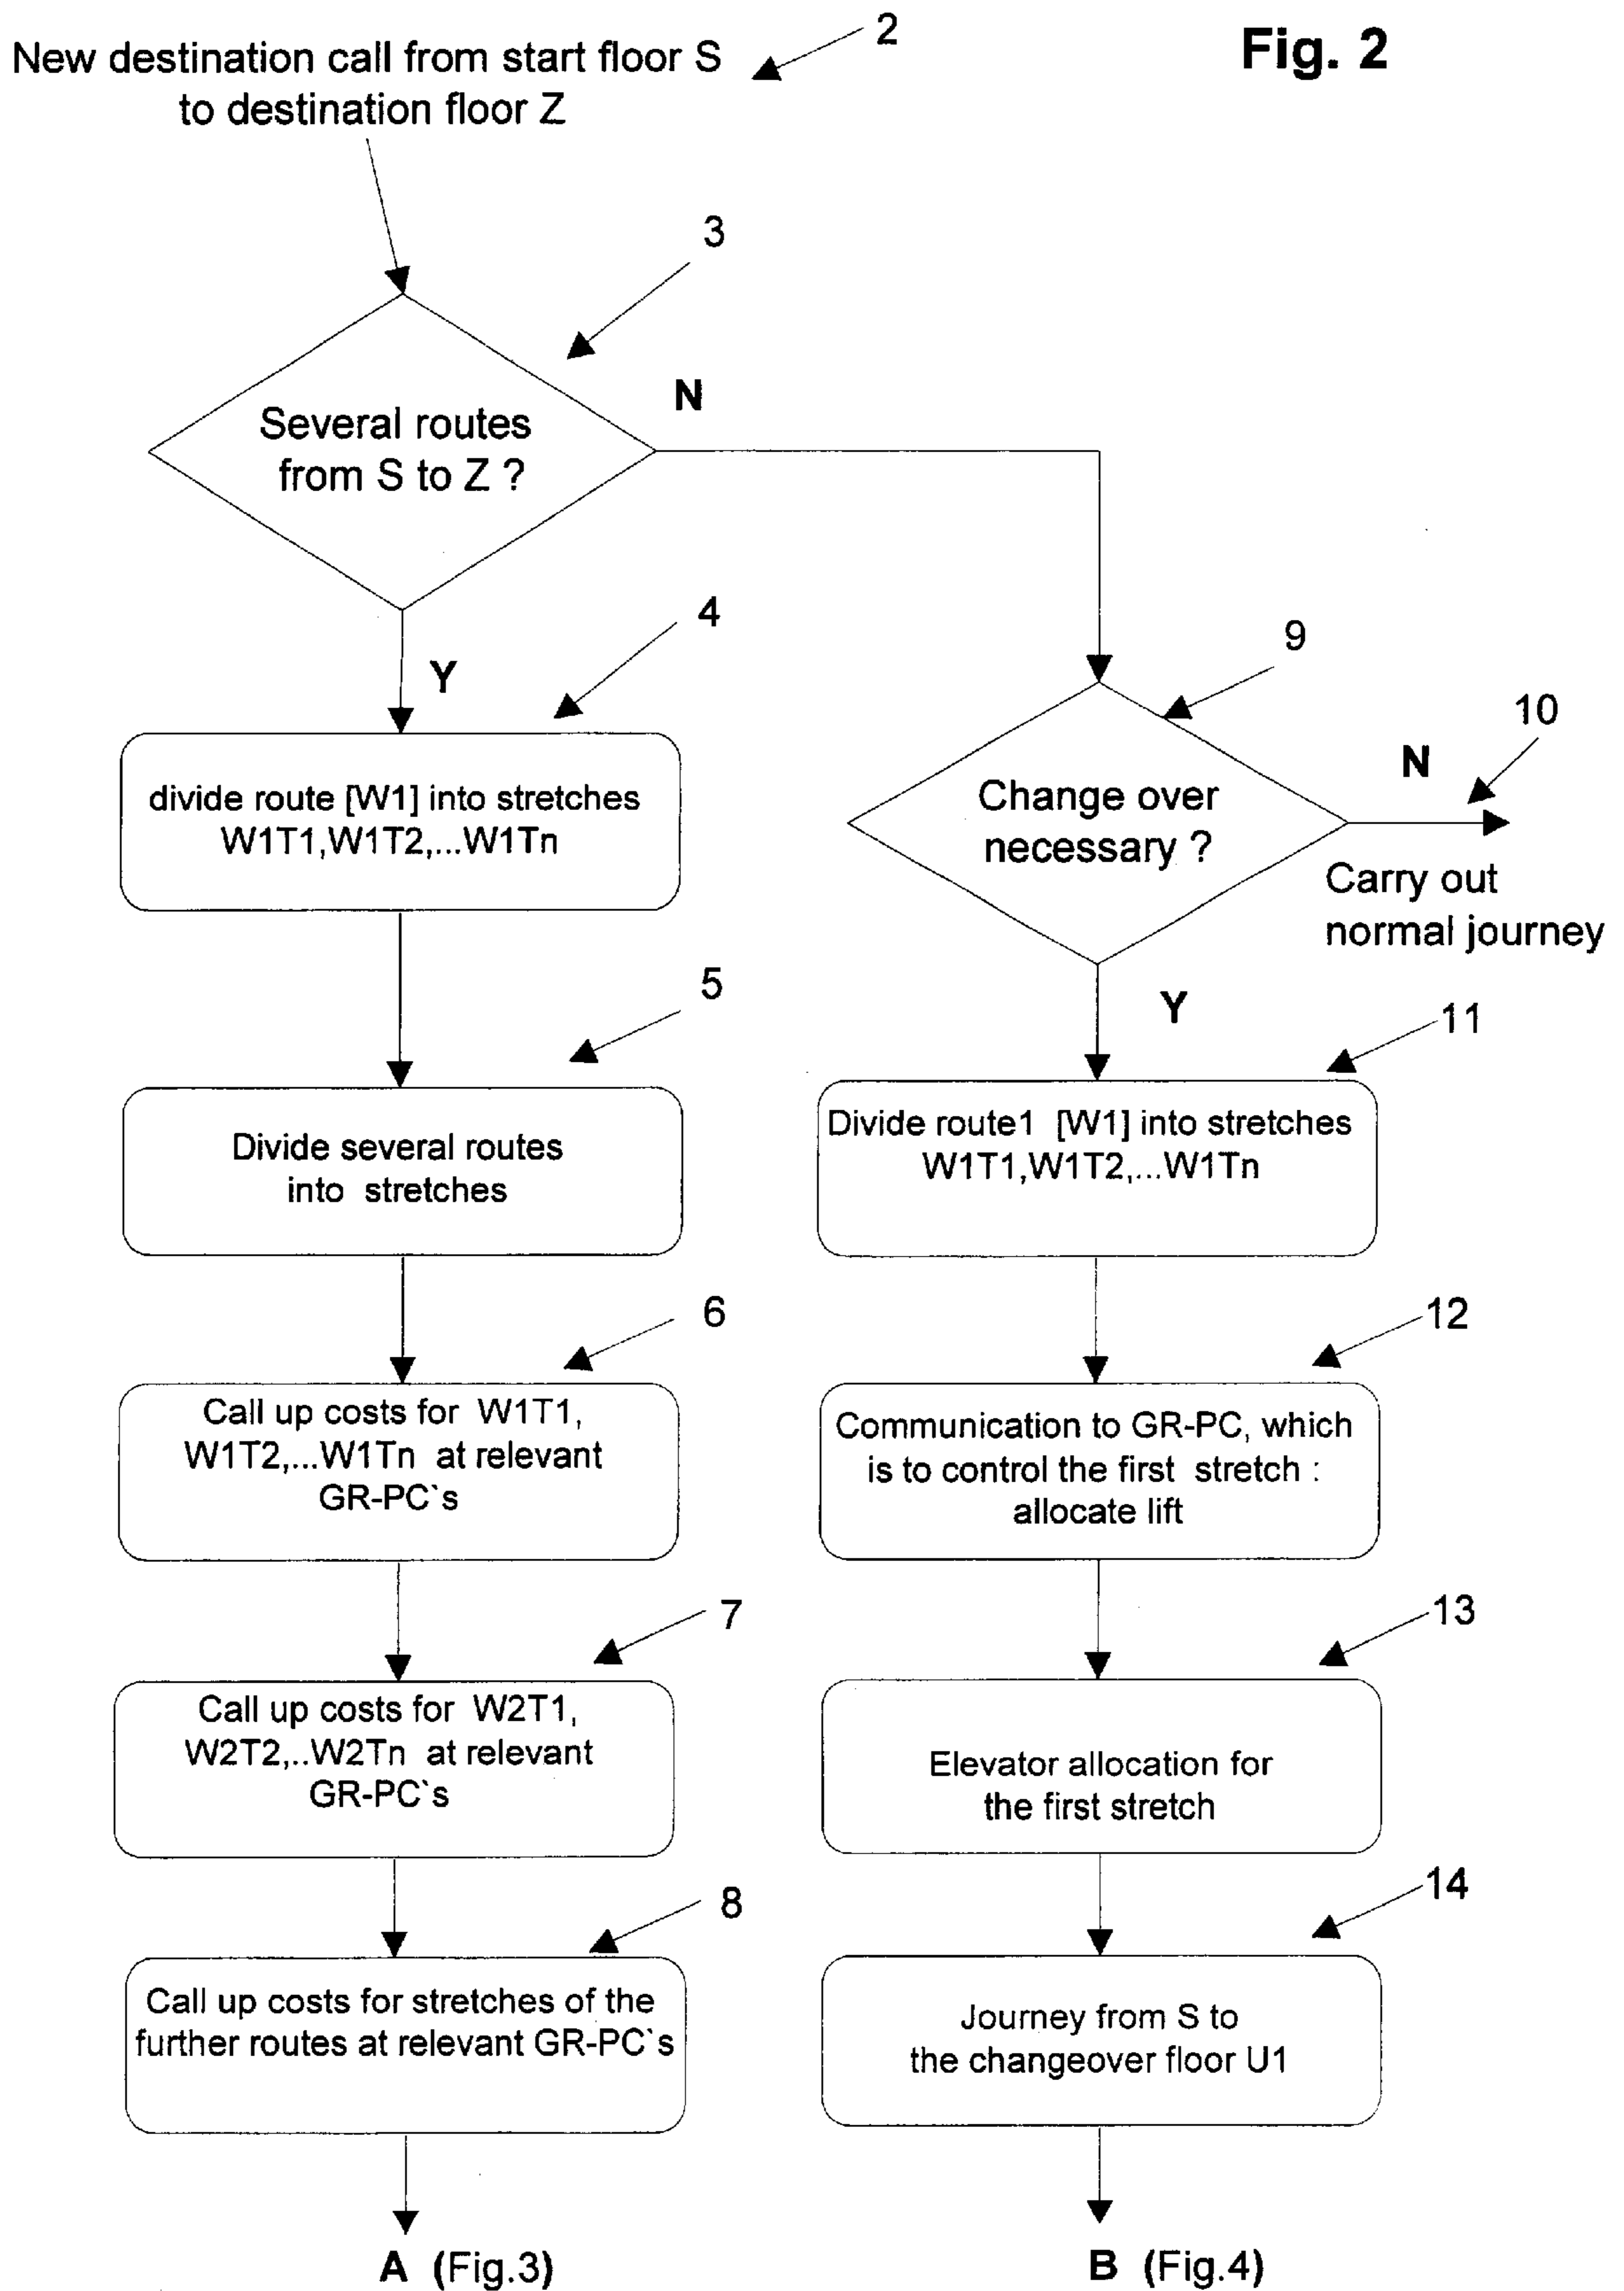 Fig. 2
2
New destination call from start floor S
to destination floor Z
3
Several routes
from S to Z ?
N
Y
4
divide route [W1] into stretches
W1T1,W1T2,...W1Tn
5
Divide several routes
into stretches
6
Call up costs for W1T1,
W1T2,...W1Tn at relevant
GR-PC`s
7
Call up costs for W2T1,
W2T2,..W2Tn at relevant
GR-PC`s
8
Call up costs for stretches of the
further routes at relevant GR-PC`s
A (Fig.3)
9
Change over
necessary ?
10
N
Carry out
normal journey
Y
11
Divide route1 [W1] into stretches
W1T1,W1T2,...W1Tn
12
Communication to GR-PC, which
is to control the first stretch :
allocate lift
13
Elevator allocation for
the first stretch
14
Journey from S to
the changeover floor U1
B (Fig.4)